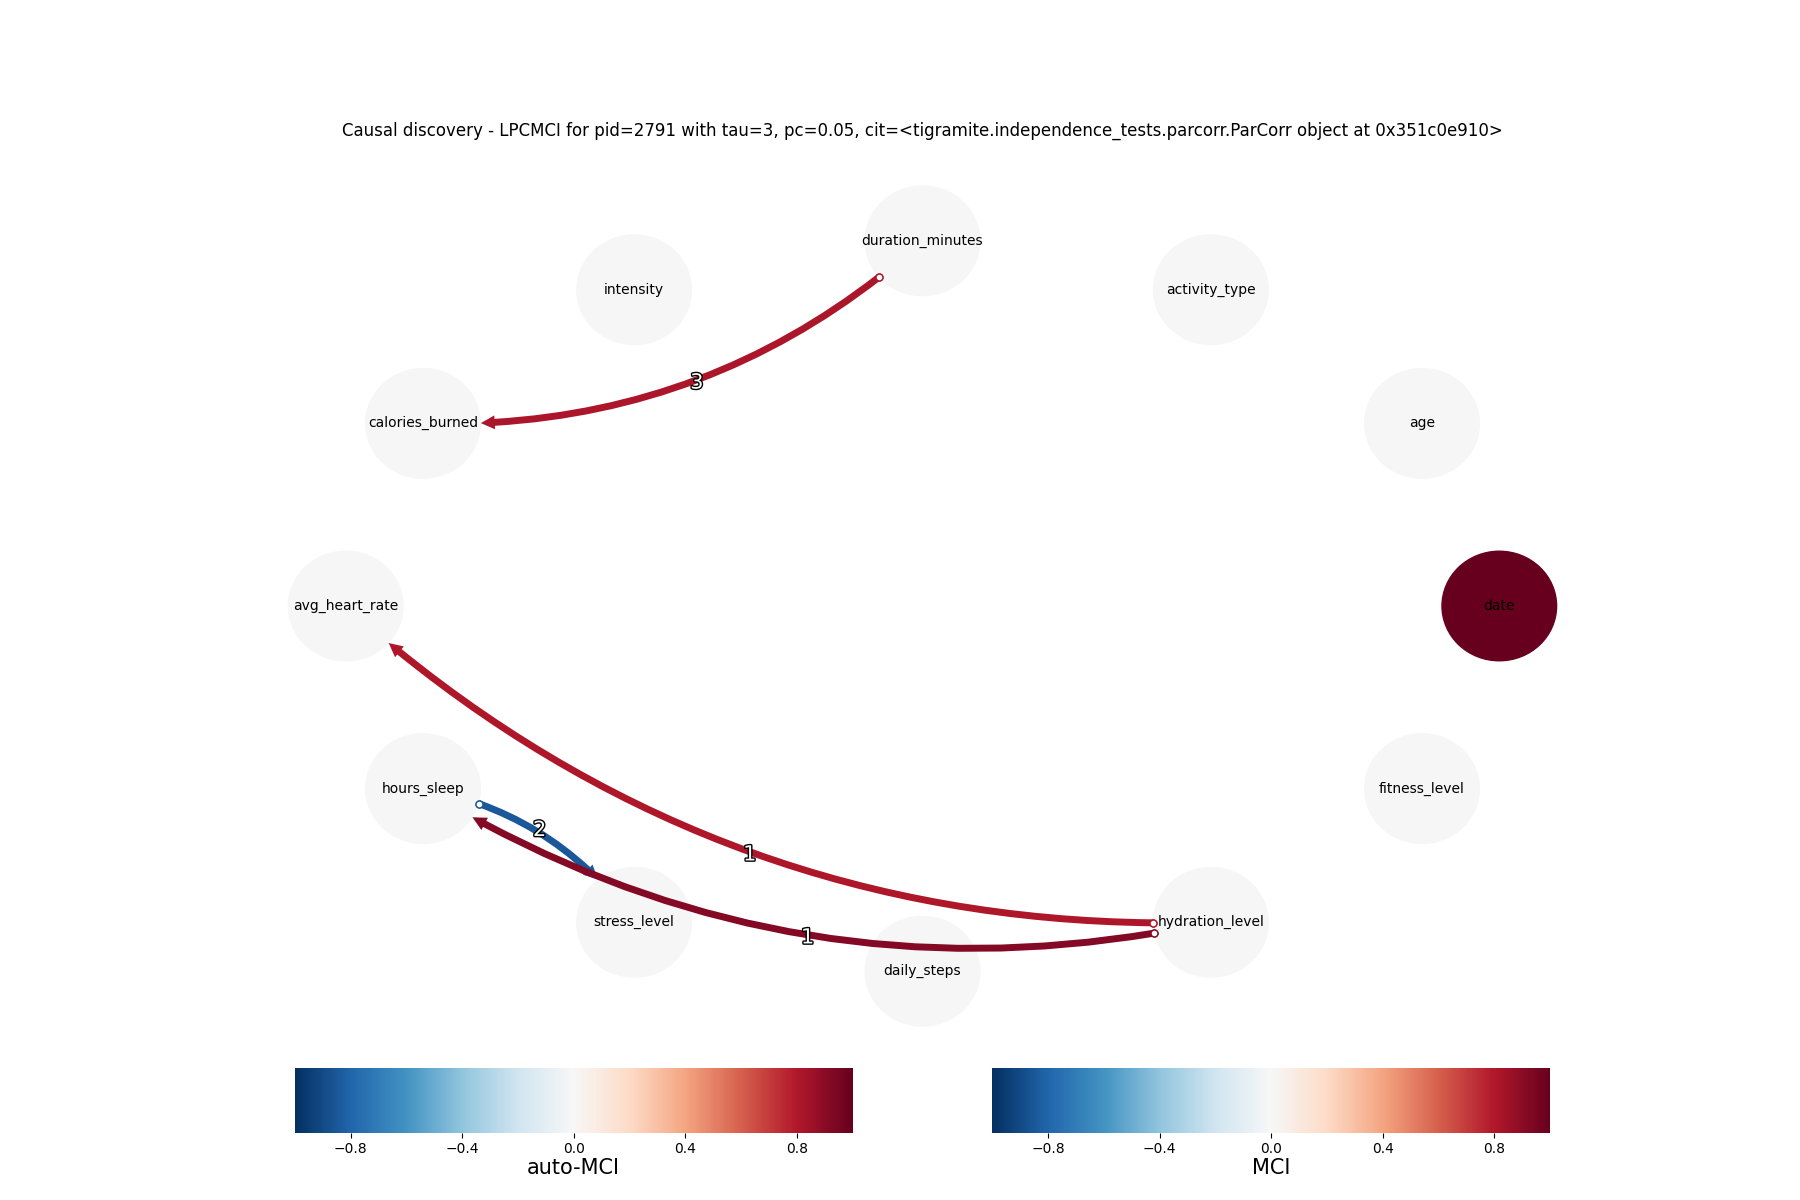 Causal discovery - LPCMCI for pid=2791 with tau=3, pc=0.05, cit=<tigramite.independence_tests.parcorr.ParCorr object at 0x351c0e910>
duration_minutes
intensity
activity_type
3
calories_burned
age
avg_heart_rate
date
hours_sleep
fitness_level
2
1
stress_level
hydration_level
1
daily_steps
−0.8 −0.4 0.0 0.4 0.8
auto-MCI
−0.8 −0.4 0.0 0.4 0.8
MCI